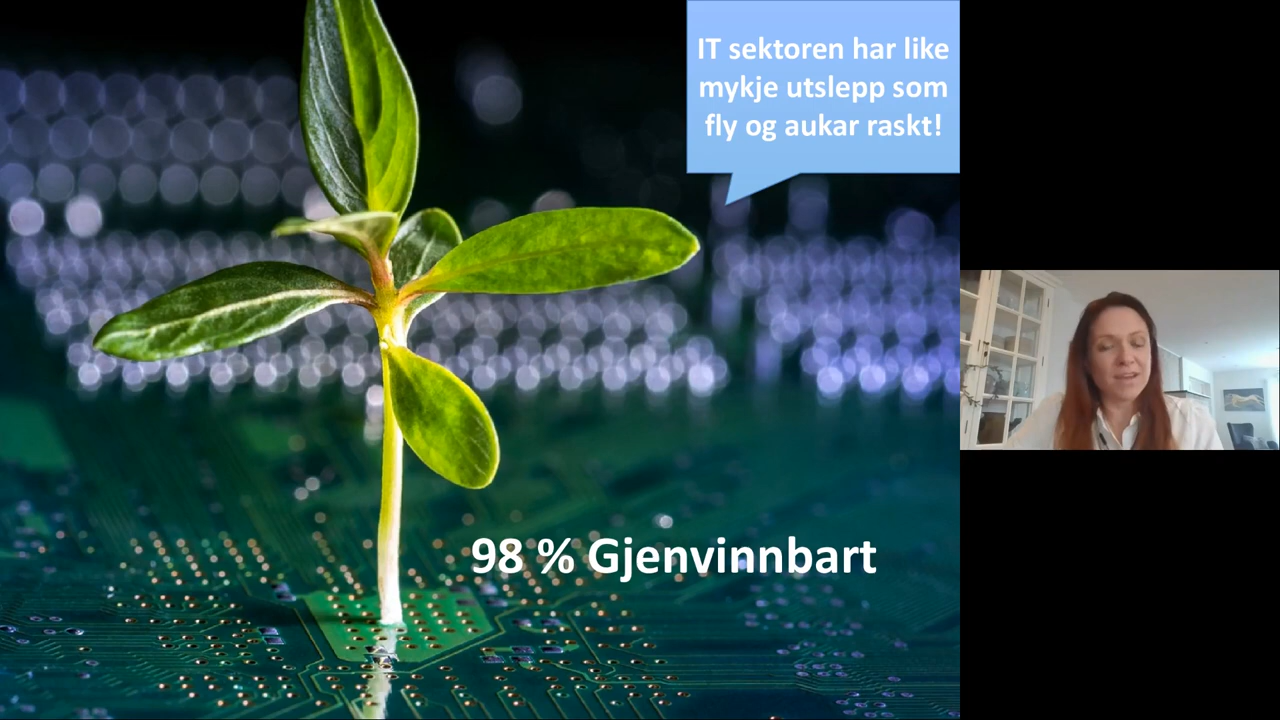 IT sektoren har like
mykje utslepp som
fly og aukar raskt!
98 % Gjenvinnbart